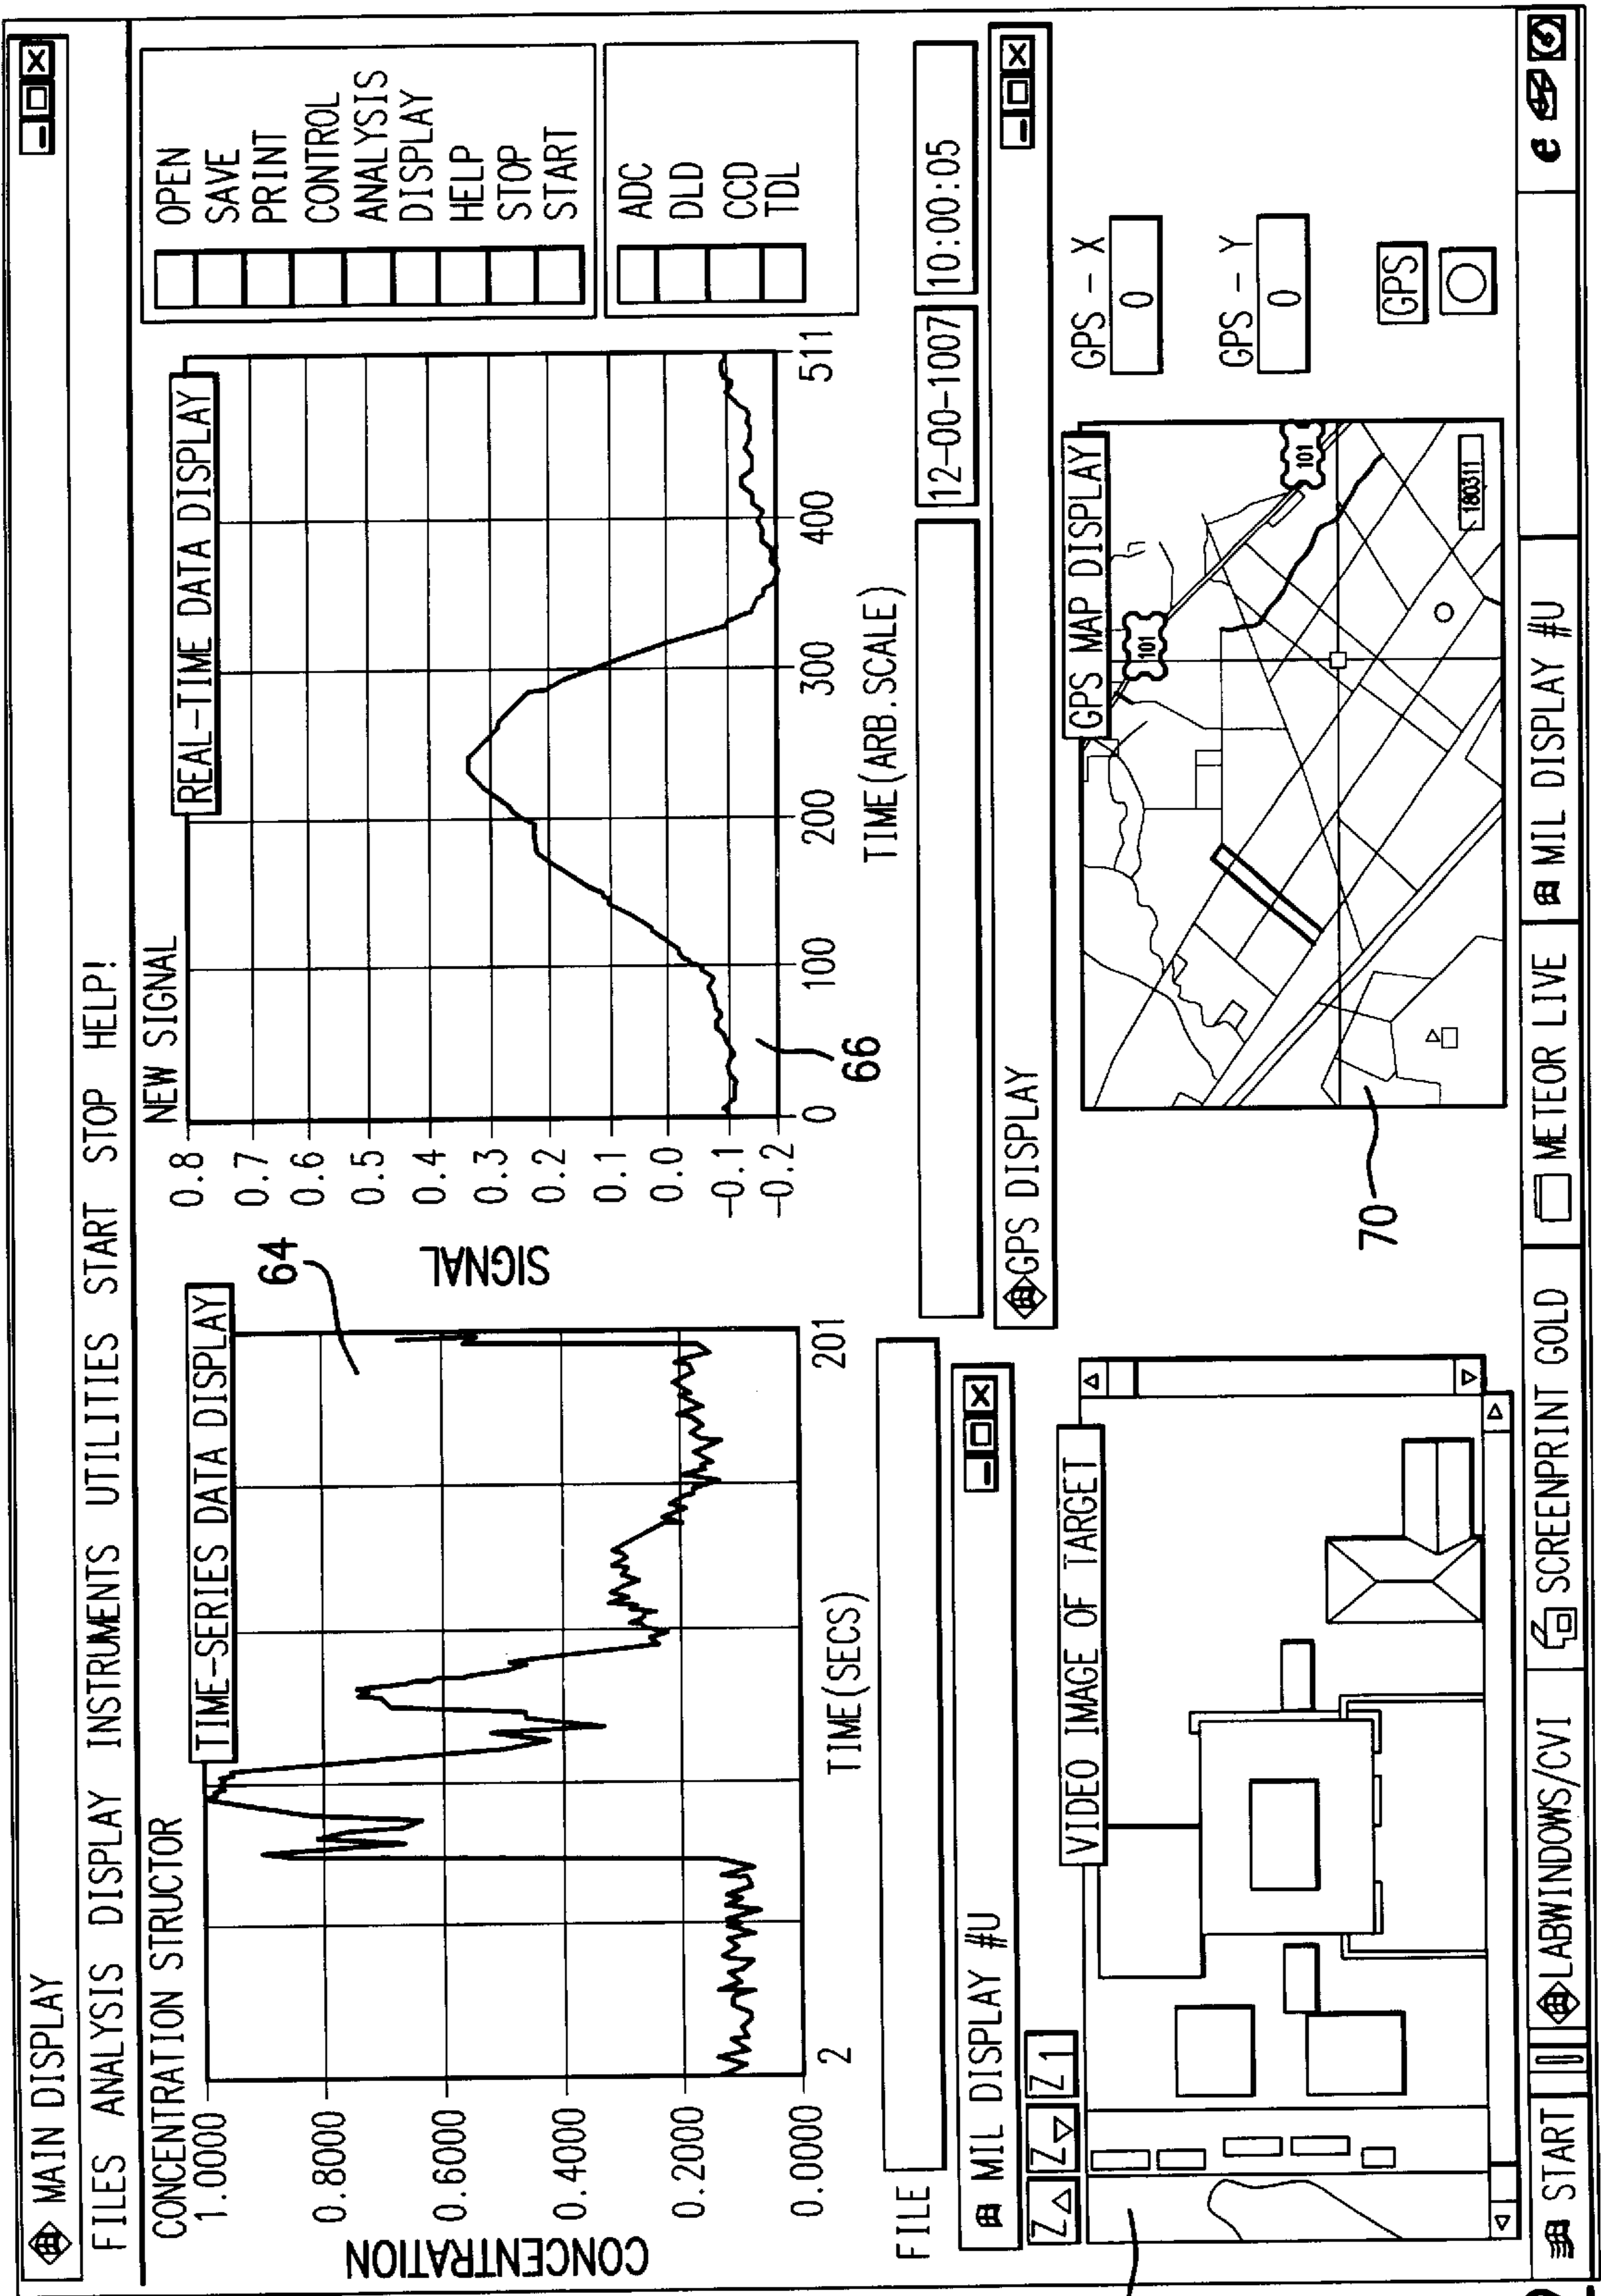 MAIN DISPLAY
FILES ANALYSIS DISPLAY INSTRUMENTS UTILITIES START STOP HELP!
CONCENTRATION STRUCTOR
TIME-SERIES DATA DISPLAY
64
CONCENTRATION
1.0000
0.8000
0.6000
0.4000
0.2000
0.0000
2
201
TIME(SECS)
NEW SIGNAL
REAL-TIME DATA DISPLAY
SIGNAL
0.8
0.7
0.6
0.5
0.4
0.3
0.2
0.1
0.0
-0.1
-0.2
0
100
200
300
400
511
66
TIME(ARB.SCALE)
OPEN
SAVE
PRINT
CONTROL
ANALYSIS
DISPLAY
HELP
STOP
START
ADC
DLD
CCD
TDL
FILE
12-00-1007
10:00:05
MIL DISPLAY #U
Z
Z
Z1
VIDEO IMAGE OF TARGET
GPS DISPLAY
GPS MAP DISPLAY
101
101
180311
70
GPS - X
0
GPS - Y
0
GPS
START
LABWINDOWS/CVI
SCREENPRINT GOLD
METEOR LIVE
MIL DISPLAY #U
e